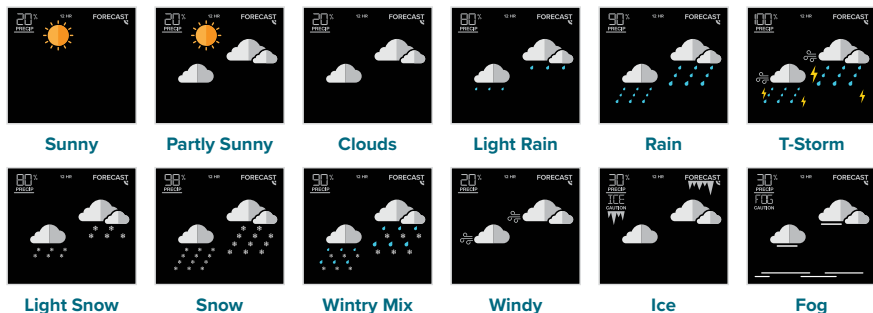 20% PRECIP 12 HR FORECAST
Sunny
20% PRECIP 12 HR FORECAST
Partly Sunny
20% PRECIP 12 HR FORECAST
Clouds
80% PRECIP 12 HR FORECAST
Light Rain
90% PRECIP 12 HR FORECAST
Rain
100% PRECIP 12 HR FORECAST
T-Storm
80% PRECIP 12 HR FORECAST
Light Snow
98% PRECIP 12 HR FORECAST
Snow
90% PRECIP 12 HR FORECAST
Wintry Mix
20% PRECIP 12 HR FORECAST
Windy
30% PRECIP 12 HR FORECAST
ICE
CAUTION
Ice
30% PRECIP 12 HR FORECAST
FOG
CAUTION
Fog